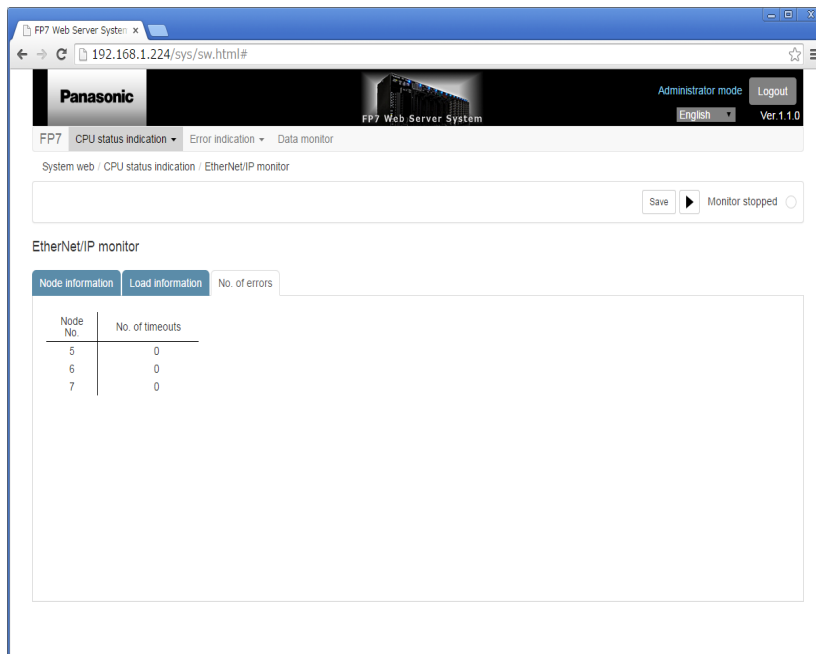 FP7 Web Server System x
192.168.1.224/sys/sw.html#
Panasonic
FP7 Web Server System
Administrator mode
Logout
English
Ver.1.1.0
FP7 CPU status indication Error indication Data monitor
System web / CPU status indication / EtherNet/IP monitor
Save Monitor stopped
EtherNet/IP monitor
Node information Load information No. of errors
Node
No.
No. of timeouts
5 0
6 0
7 0